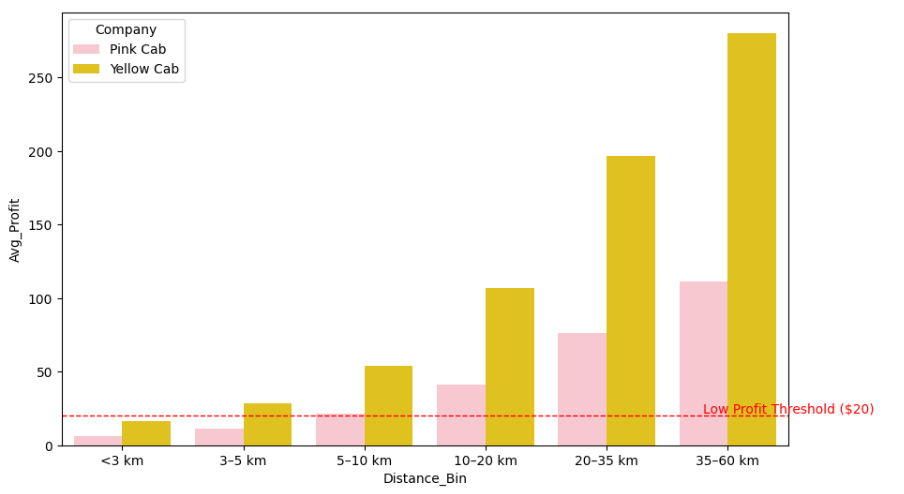 Company
Pink Cab
Yellow Cab
Avg_Profit
250
200
150
100
50
0
Low Profit Threshold ($20)
<3 km
3–5 km
5–10 km
10–20 km
20–35 km
35–60 km
Distance_Bin